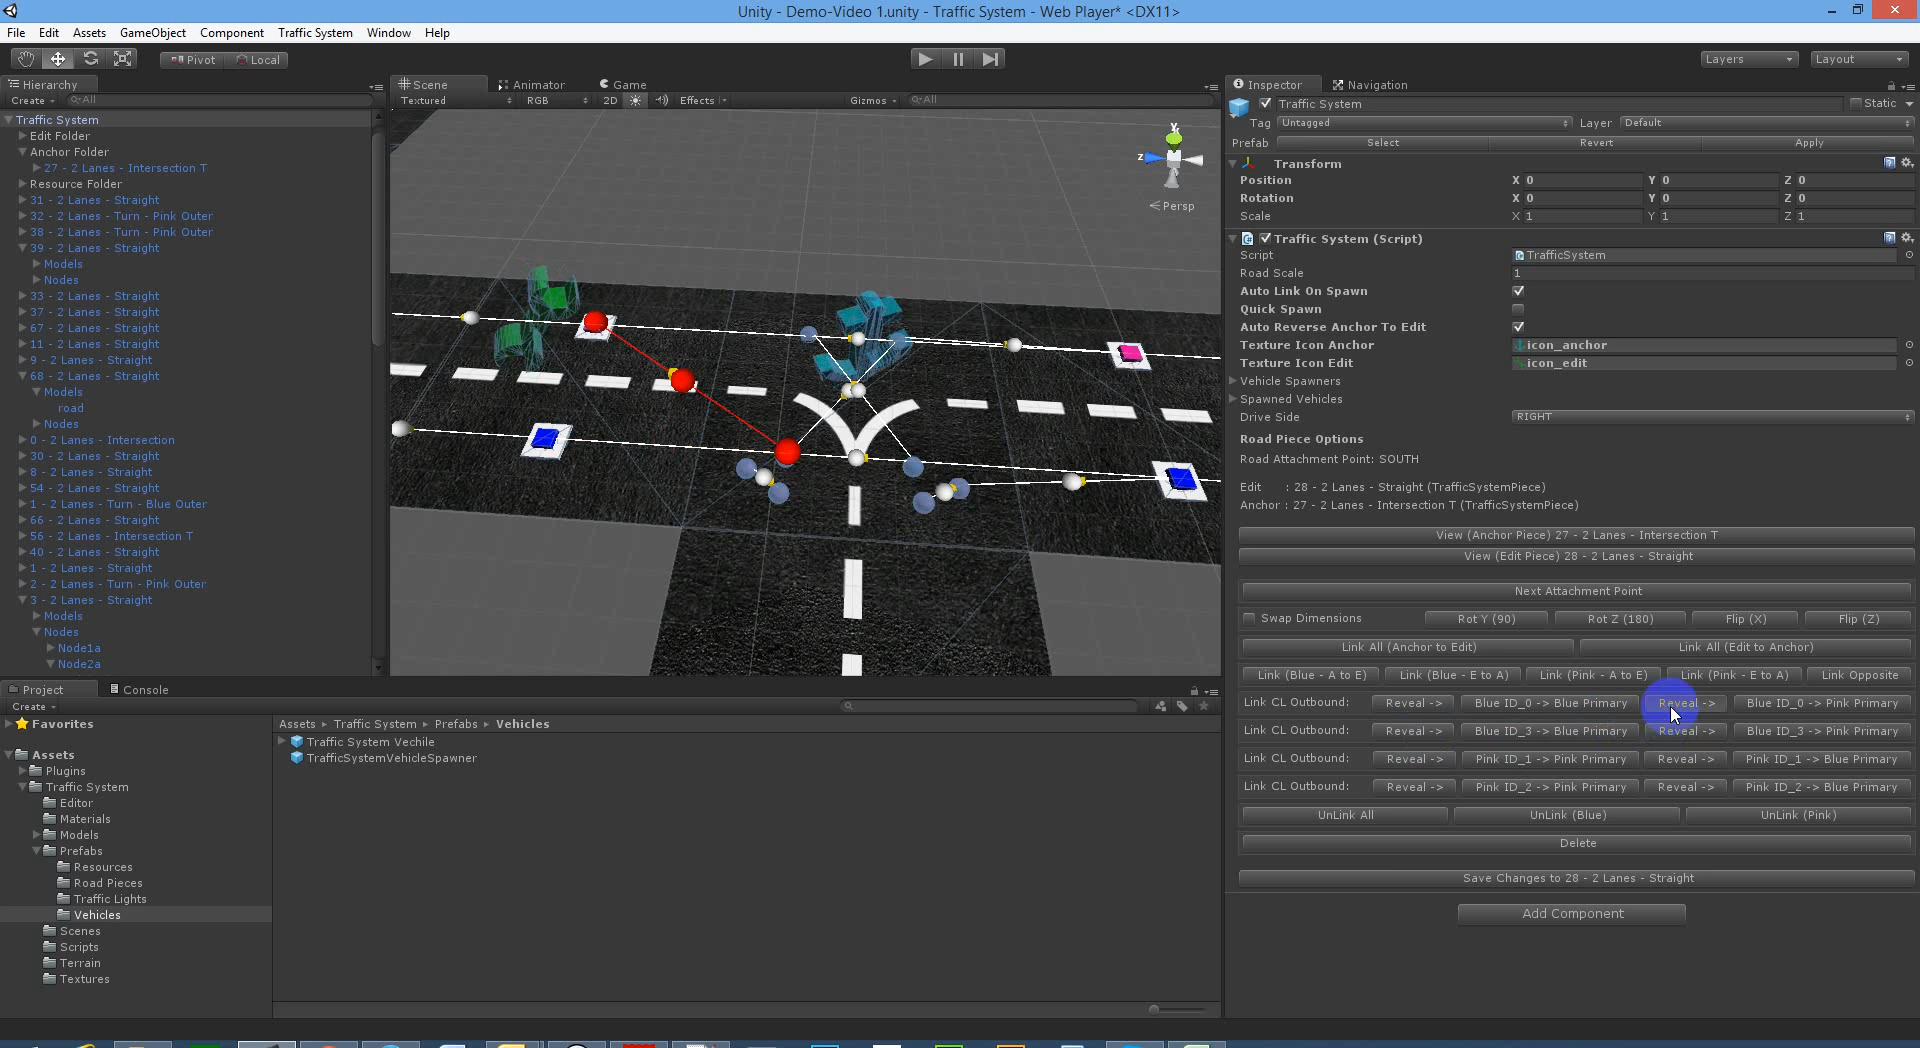 Unity - Demo-Video 1.unity - Traffic System - Web Player* <DX11>
File Edit Assets GameObject Component Traffic System Window Help
Pivot Local Layers Layout
Hierarchy
Create All
Traffic System
Edit Folder
Anchor Folder
27 - 2 Lanes - Intersection T
Resource Folder
31 - 2 Lanes - Straight
32 - 2 Lanes - Turn - Pink Outer
38 - 2 Lanes - Turn - Pink Outer
39 - 2 Lanes - Straight
Models
Nodes
33 - 2 Lanes - Straight
37 - 2 Lanes - Straight
67 - 2 Lanes - Straight
11 - 2 Lanes - Straight
9 - 2 Lanes - Straight
68 - 2 Lanes - Straight
Models
road
Nodes
0 - 2 Lanes - Intersection
30 - 2 Lanes - Straight
8 - 2 Lanes - Straight
54 - 2 Lanes - Straight
1 - 2 Lanes - Turn - Blue Outer
66 - 2 Lanes - Straight
56 - 2 Lanes - Intersection T
40 - 2 Lanes - Straight
1 - 2 Lanes - Straight
2 - 2 Lanes - Turn - Pink Outer
3 - 2 Lanes - Straight
Models
Nodes
Node1a
Node2a
Scene Animator Game
Textured RGB 2D Effects Gizmos All
y
z
Persp
Inspector Navigation
Traffic System Static
Tag Untagged Layer Default
Prefab Select Revert Apply
Transform
Position X 0 Y 0 Z 0
Rotation X 0 Y 0 Z 0
Scale X 1 Y 1 Z 1
Traffic System (Script)
Script TrafficSystem
Road Scale 1
Auto Link On Spawn
Quick Spawn
Auto Reverse Anchor To Edit
Texture Icon Anchor icon_anchor
Texture Icon Edit icon_edit
Vehicle Spawners
Spawned Vehicles
Drive Side RIGHT
Road Piece Options
Road Attachment Point: SOUTH
Edit : 28 - 2 Lanes - Straight (TrafficSystemPiece)
Anchor : 27 - 2 Lanes - Intersection T (TrafficSystemPiece)
View (Anchor Piece) 27 - 2 Lanes - Intersection T
View (Edit Piece) 28 - 2 Lanes - Straight
Next Attachment Point
Swap Dimensions Rot Y (90) Rot Z (180) Flip (X) Flip (Z)
Link All (Anchor to Edit) Link All (Edit to Anchor)
Link (Blue - A to E) Link (Blue - E to A) Link (Pink - A to E) Link (Pink - E to A) Link Opposite
Link CL Outbound: Reveal -> Blue ID_0 -> Blue Primary Reveal -> Blue ID_0 -> Pink Primary
Link CL Outbound: Reveal -> Blue ID_3 -> Blue Primary Reveal -> Blue ID_3 -> Pink Primary
Link CL Outbound: Reveal -> Pink ID_1 -> Pink Primary Reveal -> Pink ID_1 -> Blue Primary
Link CL Outbound: Reveal -> Pink ID_2 -> Pink Primary Reveal -> Pink ID_2 -> Blue Primary
UnLink All UnLink (Blue) UnLink (Pink)
Delete
Save Changes to 28 - 2 Lanes - Straight
Add Component
Project Console
Create
Favorites
Assets
Plugins
Traffic System
Editor
Materials
Models
Prefabs
Resources
Road Pieces
Traffic Lights
Vehicles
Scenes
Scripts
Terrain
Textures
Assets Traffic System Prefabs Vehicles
Traffic System Vechile
TrafficSystemVehicleSpawner